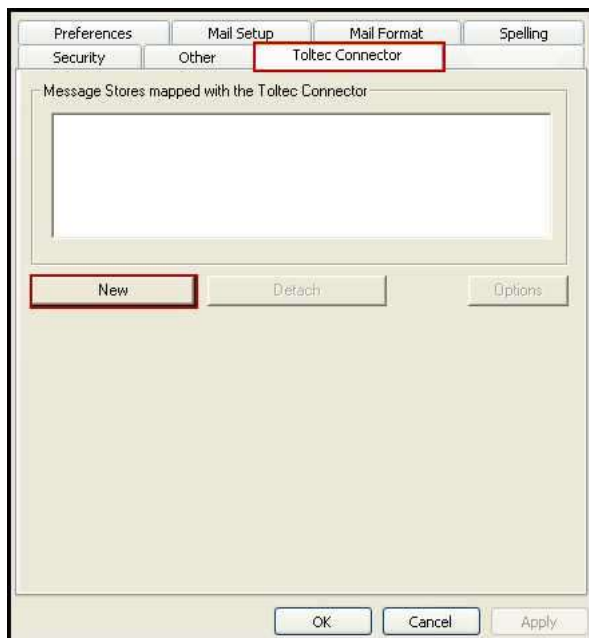 Preferences Mail Setup Mail Format Spelling
Security Other Toltec Connector
Message Stores mapped with the Toltec Connector
New Detach Options
OK Cancel Apply